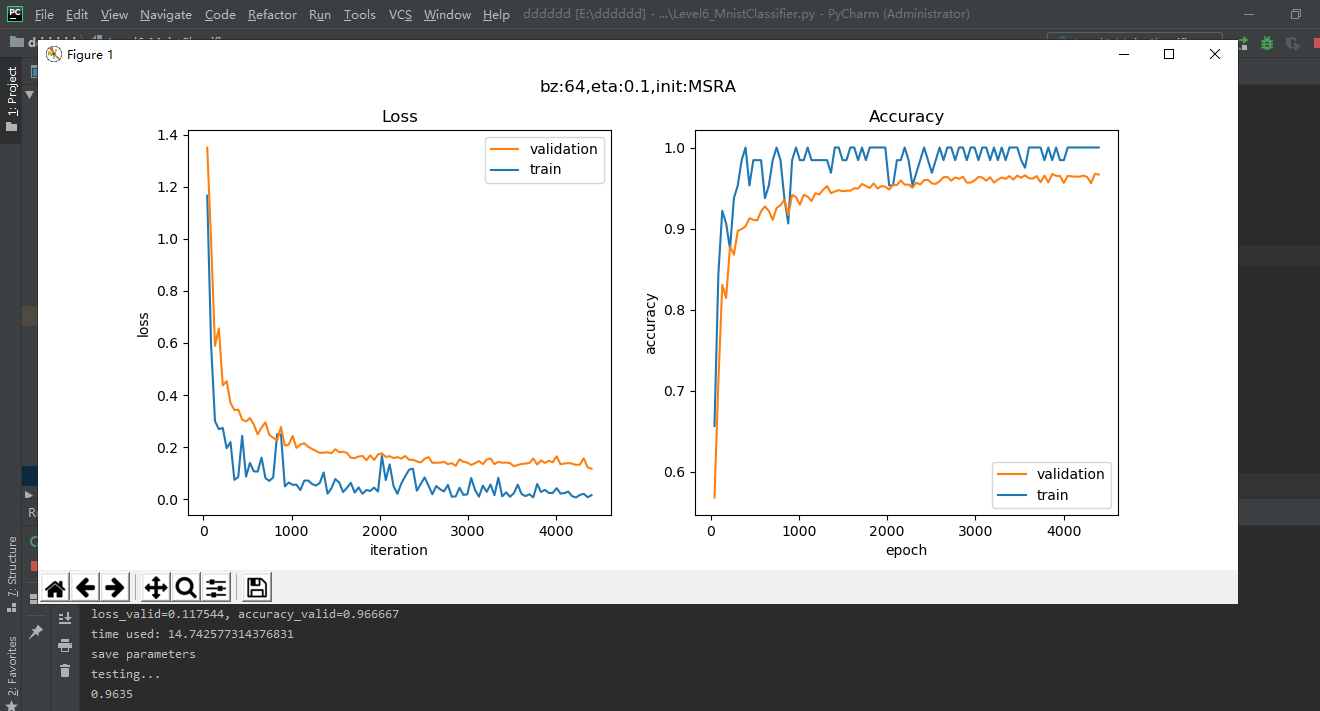 PC File Edit View Navigate Code Refactor Run Tools VCS Window Help dddddd [E:\dddddd] - ...\Level6_MnistClassifier.py - PyCharm (Administrator)
Figure 1
1: Project
bz:64,eta:0.1,init:MSRA
Loss
Accuracy
1.4
1.2
1.0
0.8
0.6
0.4
0.2
0.0
loss
validation
train
0 1000 2000 3000 4000
iteration
1.0
0.9
0.8
0.7
0.6
accuracy
validation
train
0 1000 2000 3000 4000
epoch
7: Structure
2: Favorites
loss_valid=0.117544, accuracy_valid=0.966667
time used: 14.742577314376831
save parameters
testing...
0.9635